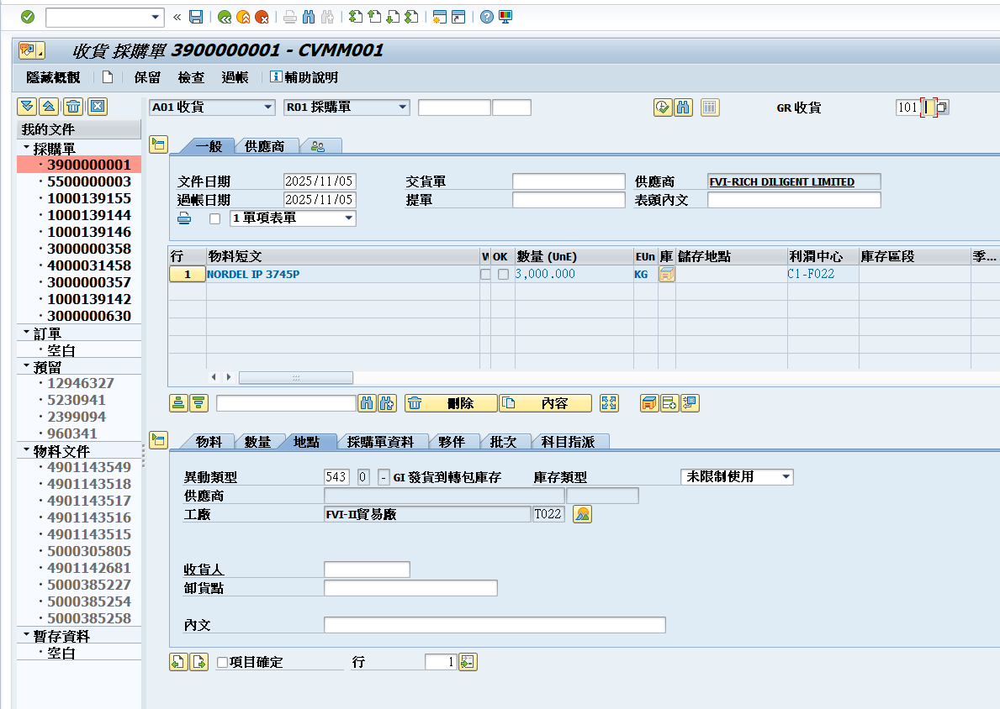 收貨 採購單 3900000001 - CVMM001
隱藏概觀 保留 檢查 過帳 輔助說明
A01 收貨 R01 採購單 GR 收貨 101
我的文件
採購單
3900000001
5500000003
1000139155
1000139144
1000139146
3000000358
4000031458
3000000357
1000139142
3000000630
訂單
空白
預留
12946327
5230941
2399094
960341
物料文件
4901143549
4901143518
4901143517
4901143516
4901143515
5000305805
4901142681
5000385227
5000385254
5000385258
暫存資料
空白
一般 供應商
文件日期 2025/11/05 交貨單 供應商 FVI-RICH DILIGENT LIMITED
過帳日期 2025/11/05 提單 表頭內文
1 單項表單
行 物料短文 W OK 數量 (UnE) EUn 庫 儲存地點 利潤中心 庫存區段 季...
1 NORDEL IP 3745P 3,000.000 KG C1-F022
刪除 內容
物料 數量 地點 採購單資料 夥伴 批次 科目指派
異動類型 543 0 - GI 發貨到轉包庫存 庫存類型 未限制使用
供應商
工廠 FVI-II貿易廠 T022
收貨人
卸貨點
內文
項目確定 行 1